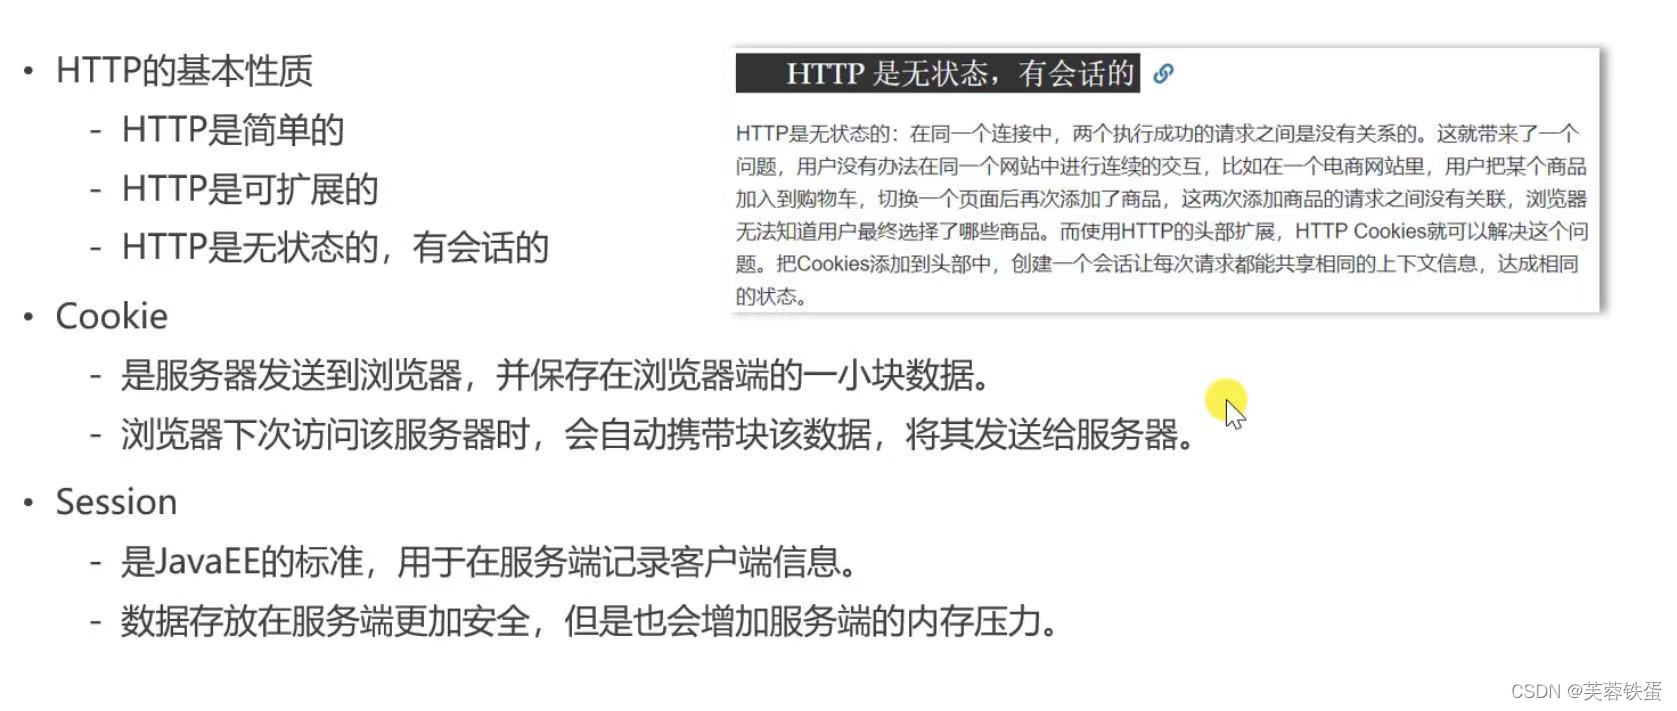 • HTTP的基本性质
- HTTP是简单的
- HTTP是可扩展的
- HTTP是无状态的，有会话的
HTTP 是无状态，有会话的
HTTP是无状态的：在同一个连接中，两个执行成功的请求之间是没有关系的。这就带来了一个
问题，用户没有办法在同一个网站中进行连续的交互，比如在一个电商网站里，用户把某个商品
加入到购物车，切换一个页面后再次添加了商品，这两次添加商品的请求之间没有关联，浏览器
无法知道用户最终选择了哪些商品。而使用HTTP的头部扩展，HTTP Cookies就可以解决这个问
题。把Cookies添加到头部中，创建一个会话让每次请求都能共享相同的上下文信息，达成相同
的状态。
• Cookie
- 是服务器发送到浏览器，并保存在浏览器端的一小块数据。
- 浏览器下次访问该服务器时，会自动携带块该数据，将其发送给服务器。
• Session
- 是JavaEE的标准，用于在服务端记录客户端信息。
- 数据存放在服务端更加安全，但是也会增加服务端的内存压力。
CSDN @芙蓉铁蛋